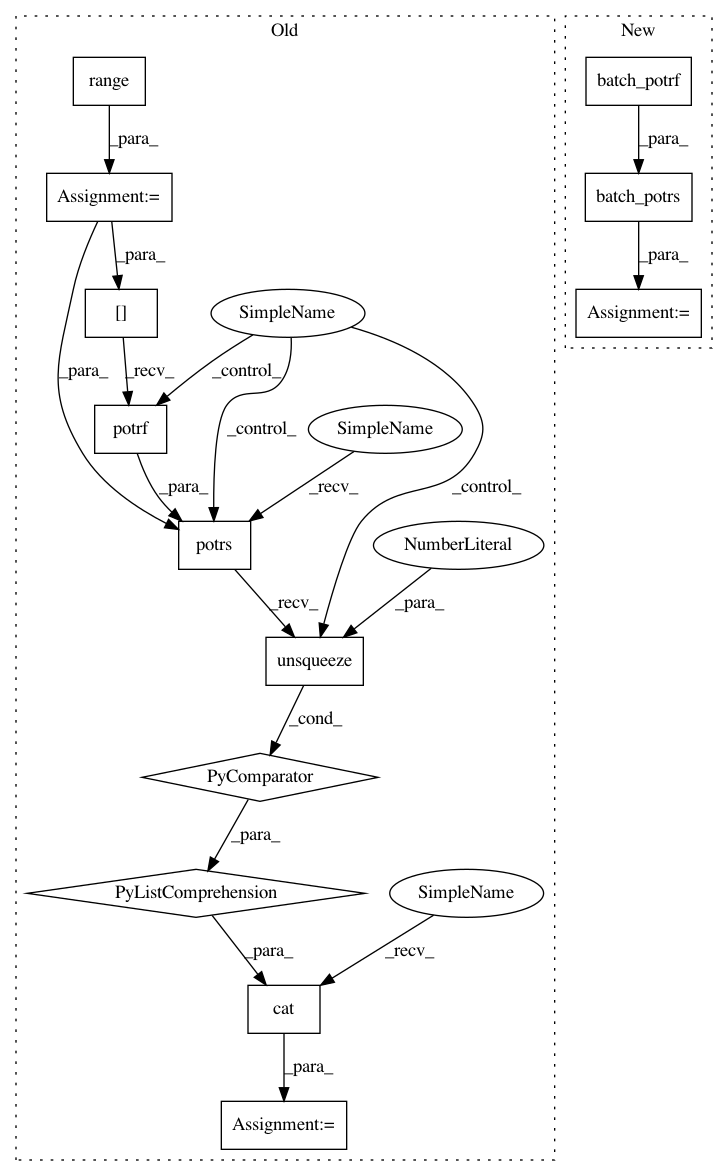 Old
New
range
batch_potrf
_para_
_para_
Assignment:=
batch_potrs
_para_
_para_
[]
SimpleName
Assignment:=
_para_
_recv_
_control_
potrf
_control_
SimpleName
_para_
_recv_
_control_
potrs
NumberLiteral
_recv_
_para_
unsqueeze
_cond_
PyComparator
_para_
PyListComprehension
SimpleName
_para_
_recv_
cat
_para_
Assignment:=